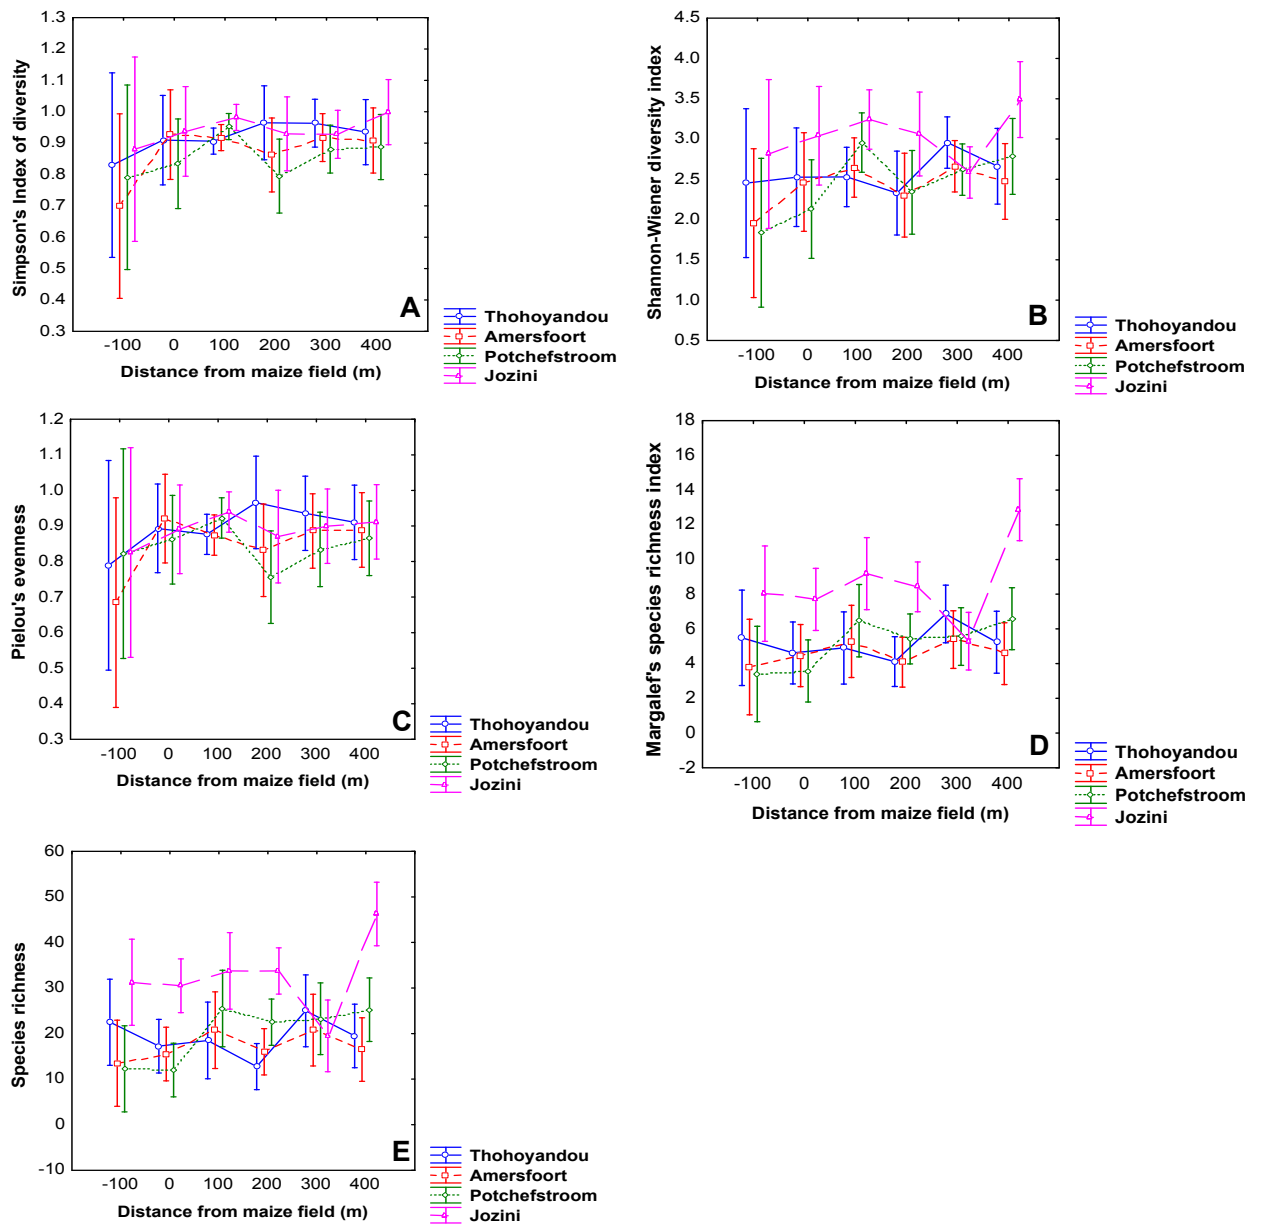 Simpson's Index of diversity
1.3
1.2
1.1
1.0
0.9
0.8
0.7
0.6
0.5
0.4
0.3
A
-100 0 100 200 300 400
Distance from maize field (m)
Thohoyandou
Amersfoort
Potchefstroom
Jozini
Shannon-Wiener diversity index
4.5
4.0
3.5
3.0
2.5
2.0
1.5
1.0
0.5
B
-100 0 100 200 300 400
Distance from maize field (m)
Thohoyandou
Amersfoort
Potchefstroom
Jozini
Pielou's evenness
1.2
1.1
1.0
0.9
0.8
0.7
0.6
0.5
0.4
0.3
C
-100 0 100 200 300 400
Distance from maize field (m)
Thohoyandou
Amersfoort
Potchefstroom
Jozini
Margalef's species richness index
18
16
14
12
10
8
6
4
2
0
-2
D
-100 0 100 200 300 400
Distance from maize field (m)
Thohoyandou
Amersfoort
Potchefstroom
Jozini
Species richness
60
50
40
30
20
10
0
-10
E
-100 0 100 200 300 400
Distance from maize field (m)
Thohoyandou
Amersfoort
Potchefstroom
Jozini